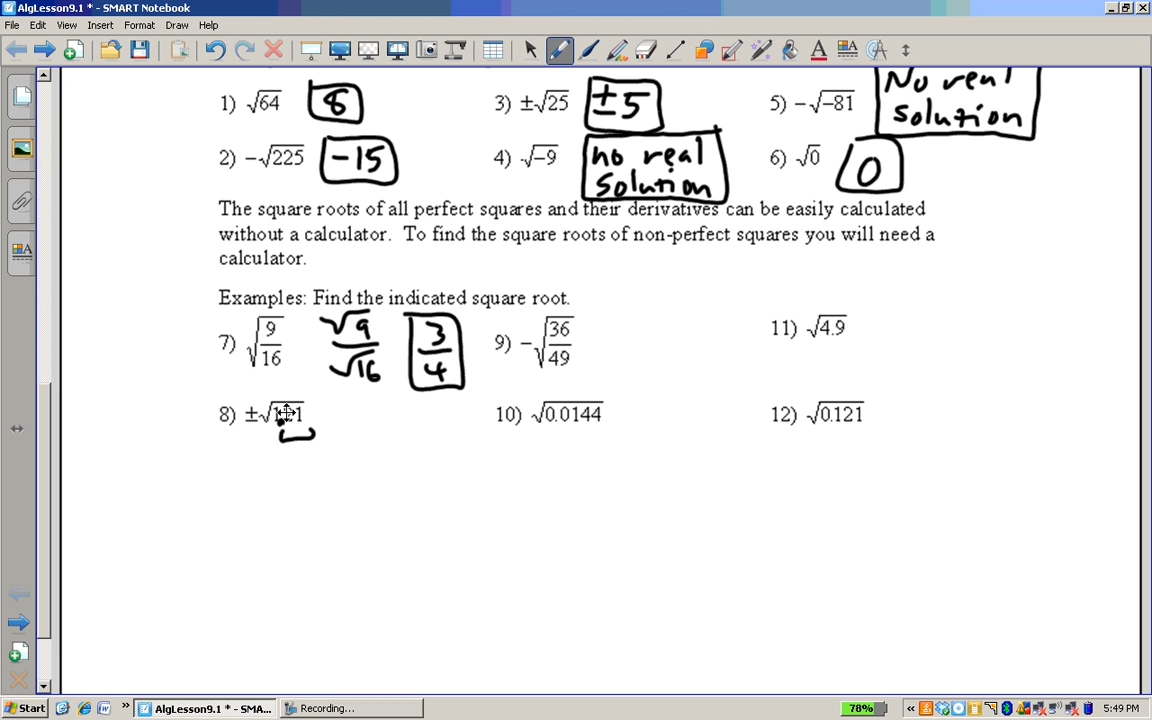 AlgLesson9.1 * - SMART Notebook
File Edit View Insert Format Draw Help
1) √64 8 3) ±√25 ±5 5) −√−81 No real solution
2) −√225 −15 4) √−9 no real solution 6) √0 0
The square roots of all perfect squares and their derivatives can be easily calculated
without a calculator. To find the square roots of non-perfect squares you will need a
calculator.
Examples: Find the indicated square root.
7) √9/16 √9/√16 3/4 9) −√36/49 11) √4.9
8) ±√ 10) √0.0144 12) √0.121
Start AlgLesson9.1 * - SMA... Recording... 78% 5:49 PM